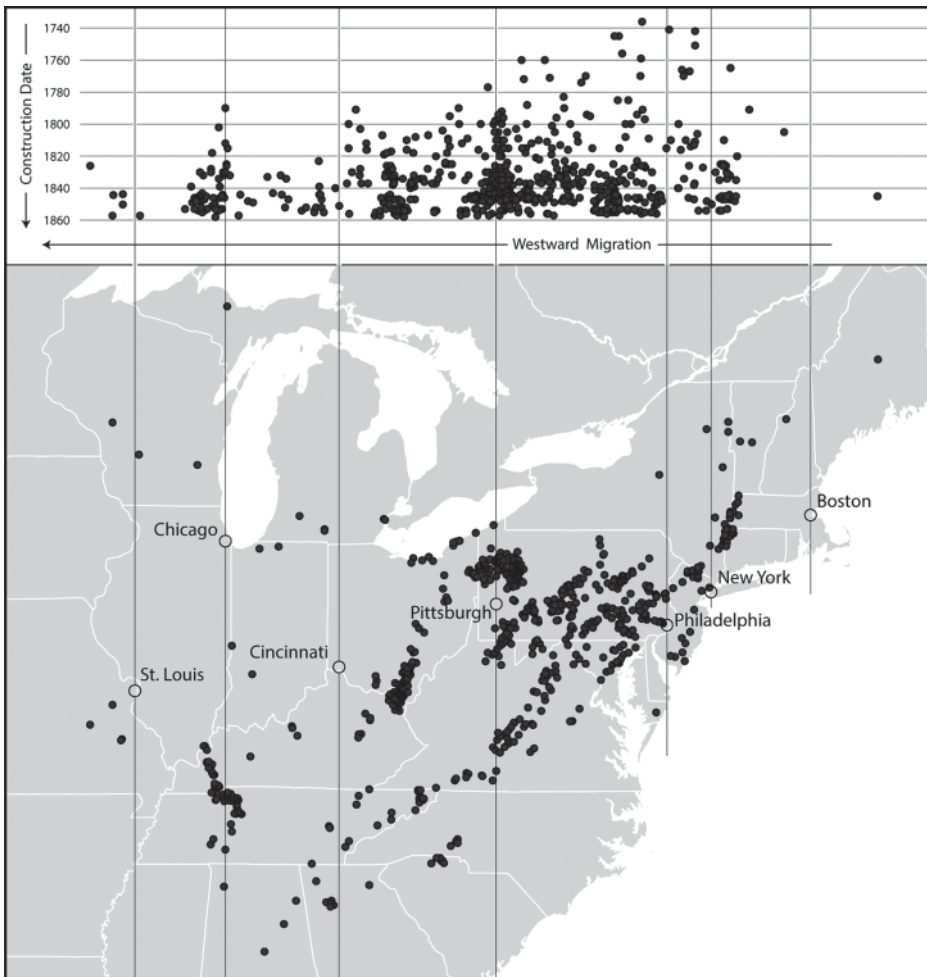 Construction Date
1740
1760
1780
1800
1820
1840
1860
Westward Migration
Chicago
Boston
New York
Pittsburgh
Philadelphia
Cincinnati
St. Louis